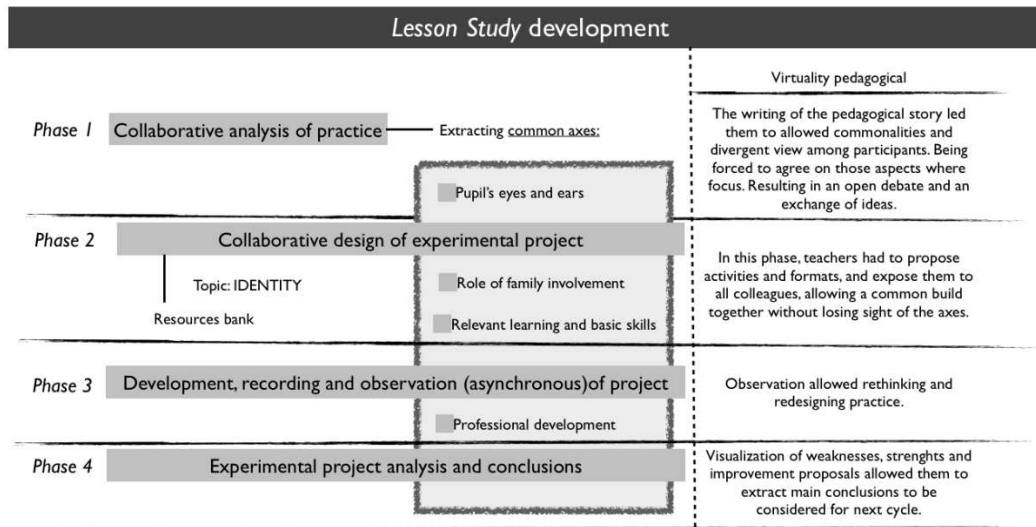 Lesson Study development
Virtuality pedagogical
Phase 1
Collaborative analysis of practice
Extracting common axes:
The writing of the pedagogical story led
them to allowed commonalities and
divergent view among participants. Being
forced to agree on those aspects where
focus. Resulting in an open debate and an
exchange of ideas.
Pupil's eyes and ears
Phase 2
Collaborative design of experimental project
Topic: IDENTITY
Resources bank
Role of family involvement
Relevant learning and basic skills
In this phase, teachers had to propose
activities and formats, and expose them to
all colleagues, allowing a common build
together without losing sight of the axes.
Phase 3
Development, recording and observation (asynchronous)of project
Observation allowed rethinking and
redesigning practice.
Professional development
Phase 4
Experimental project analysis and conclusions
Visualization of weaknesses, strenghts and
improvement proposals allowed them to
extract main conclusions to be
considered for next cycle.